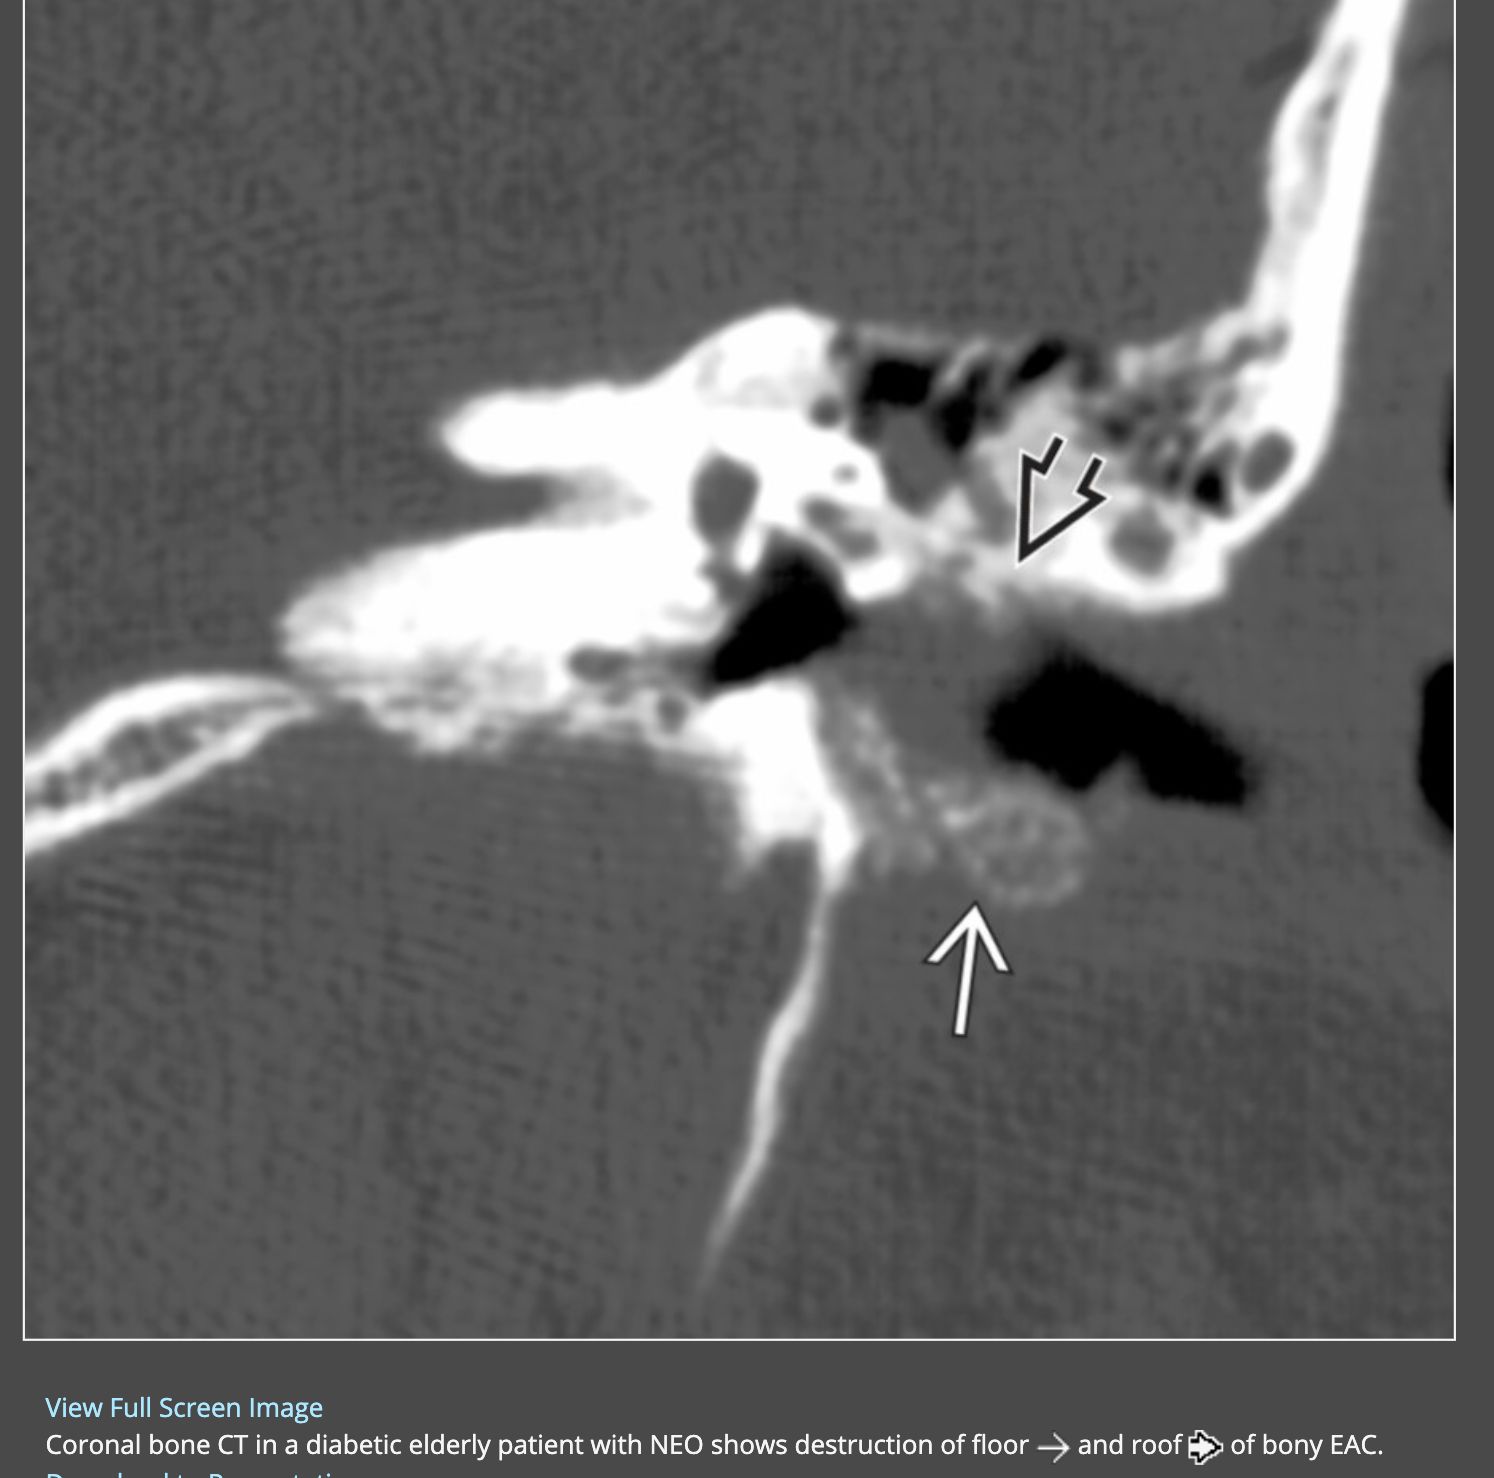 View Full Screen Image
Coronal bone CT in a diabetic elderly patient with NEO shows destruction of floor → and roof ⇨ of bony EAC.